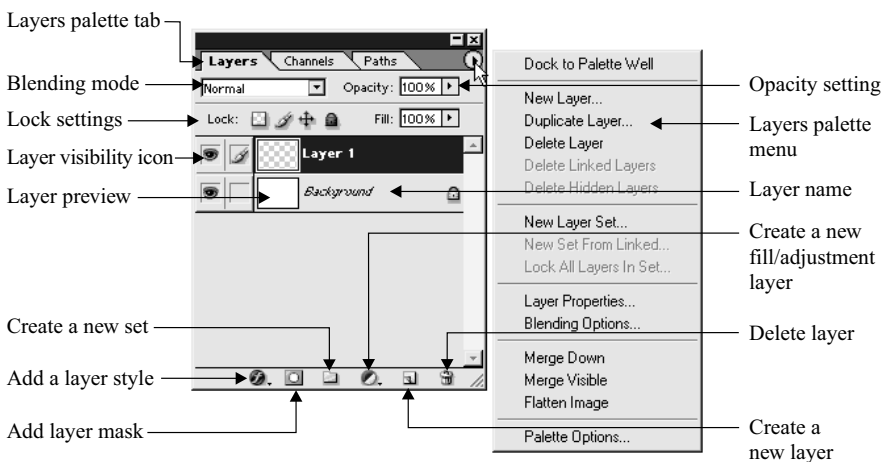 Layers palette tab
Blending mode
Lock settings
Layer visibility icon
Layer preview
Create a new set
Add a layer style
Add layer mask
Layers Channels Paths
Normal Opacity: 100%
Lock: Fill: 100%
Layer 1
Background
Dock to Palette Well
New Layer...
Duplicate Layer...
Delete Layer
Delete Linked Layers
Delete Hidden Layers
New Layer Set...
New Set From Linked...
Lock All Layers In Set...
Layer Properties...
Blending Options...
Merge Down
Merge Visible
Flatten Image
Palette Options...
Opacity setting
Layers palette
menu
Layer name
Create a new
fill/adjustment
layer
Delete layer
Create a
new layer